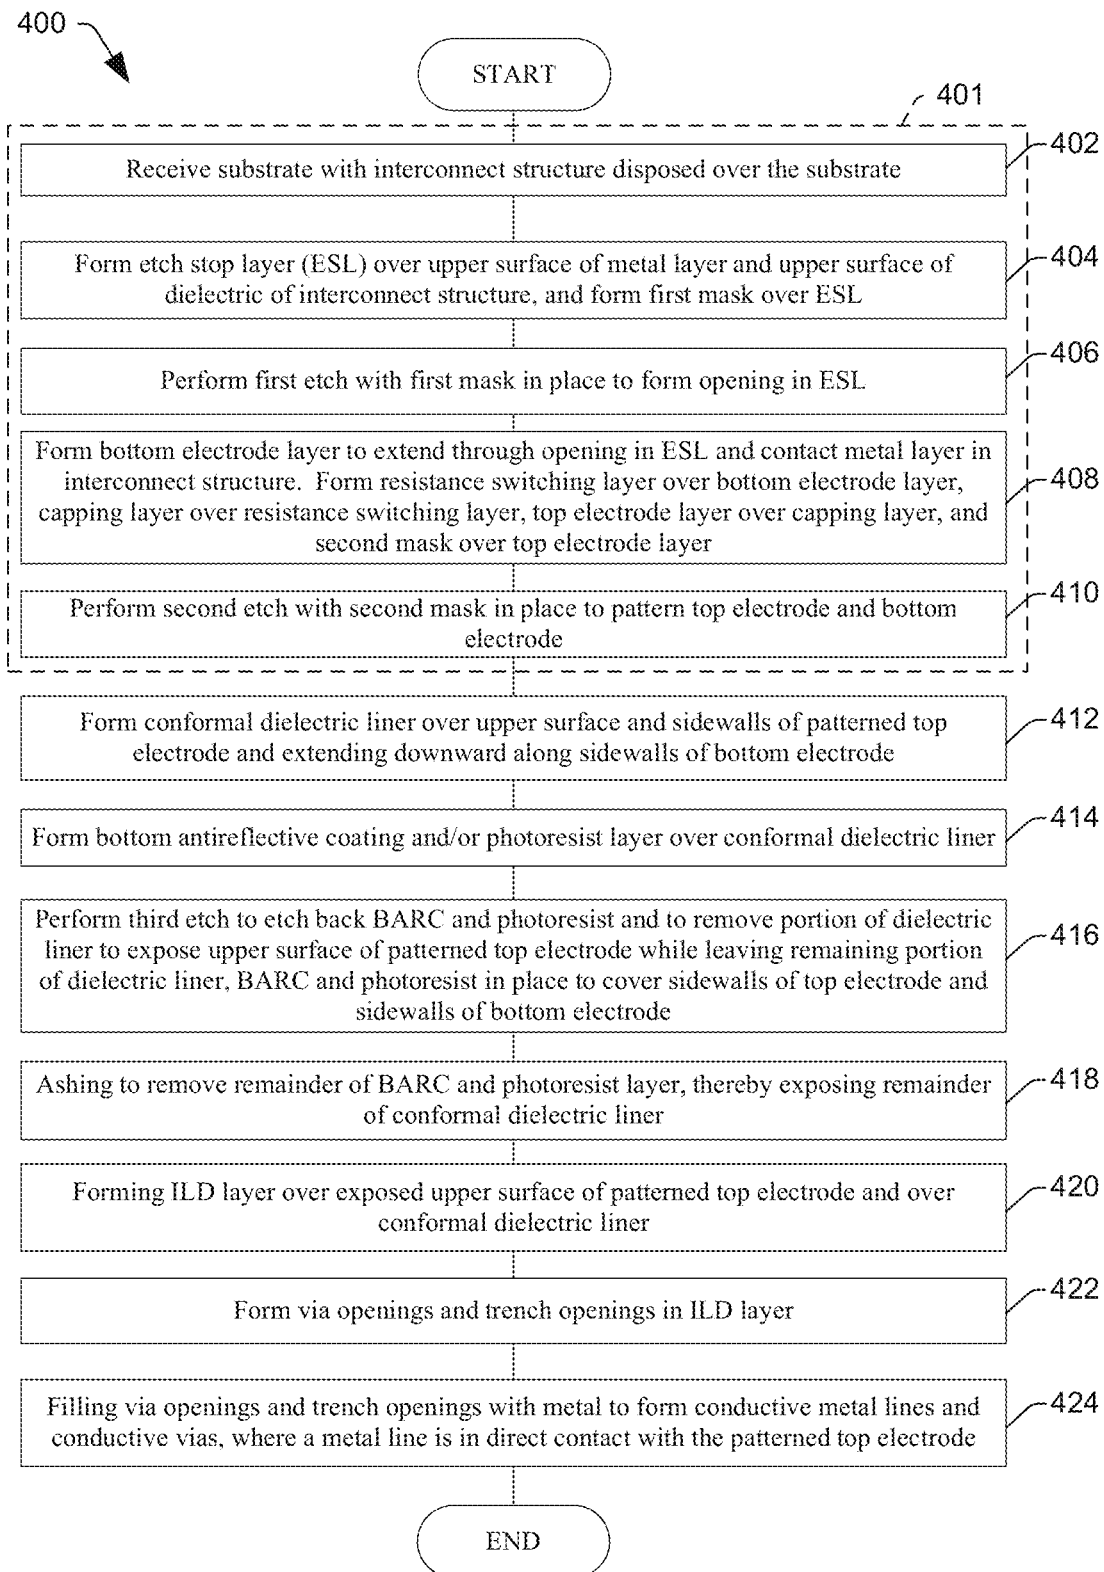 400
START
401
402
Receive substrate with interconnect structure disposed over the substrate
404
Form etch stop layer (ESL) over upper surface of metal layer and upper surface of
dielectric of interconnect structure, and form first mask over ESL
406
Perform first etch with first mask in place to form opening in ESL
Form bottom electrode layer to extend through opening in ESL and contact metal layer in
interconnect structure. Form resistance switching layer over bottom electrode layer,
408
capping layer over resistance switching layer, top electrode layer over capping layer, and
second mask over top electrode layer
410
Perform second etch with second mask in place to pattern top electrode and bottom
electrode
412
Form conformal dielectric liner over upper surface and sidewalls of patterned top
electrode and extending downward along sidewalls of bottom electrode
414
Form bottom antireflective coating and/or photoresist layer over conformal dielectric liner
Perform third etch to etch back BARC and photoresist and to remove portion of dielectric
416
liner to expose upper surface of patterned top electrode while leaving remaining portion
of dielectric liner, BARC and photoresist in place to cover sidewalls of top electrode and
sidewalls of bottom electrode
418
Ashing to remove remainder of BARC and photoresist layer, thereby exposing remainder
of conformal dielectric liner
420
Forming ILD layer over exposed upper surface of patterned top electrode and over
conformal dielectric liner
422
Form via openings and trench openings in ILD layer
424
Filling via openings and trench openings with metal to form conductive metal lines and
conductive vias, where a metal line is in direct contact with the patterned top electrode
END